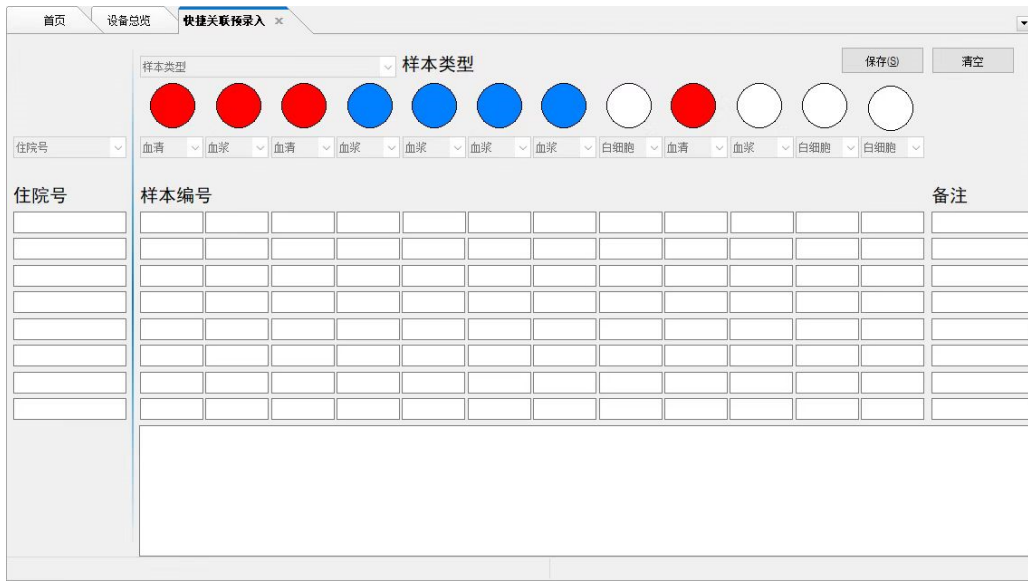 首页 设备总览 快捷关联预录入
样本类型 样本类型 保存(S) 清空
住院号 血清 血浆 血清 血浆 血浆 血浆 血浆 白细胞 血清 血浆 白细胞 白细胞
住院号 样本编号 备注